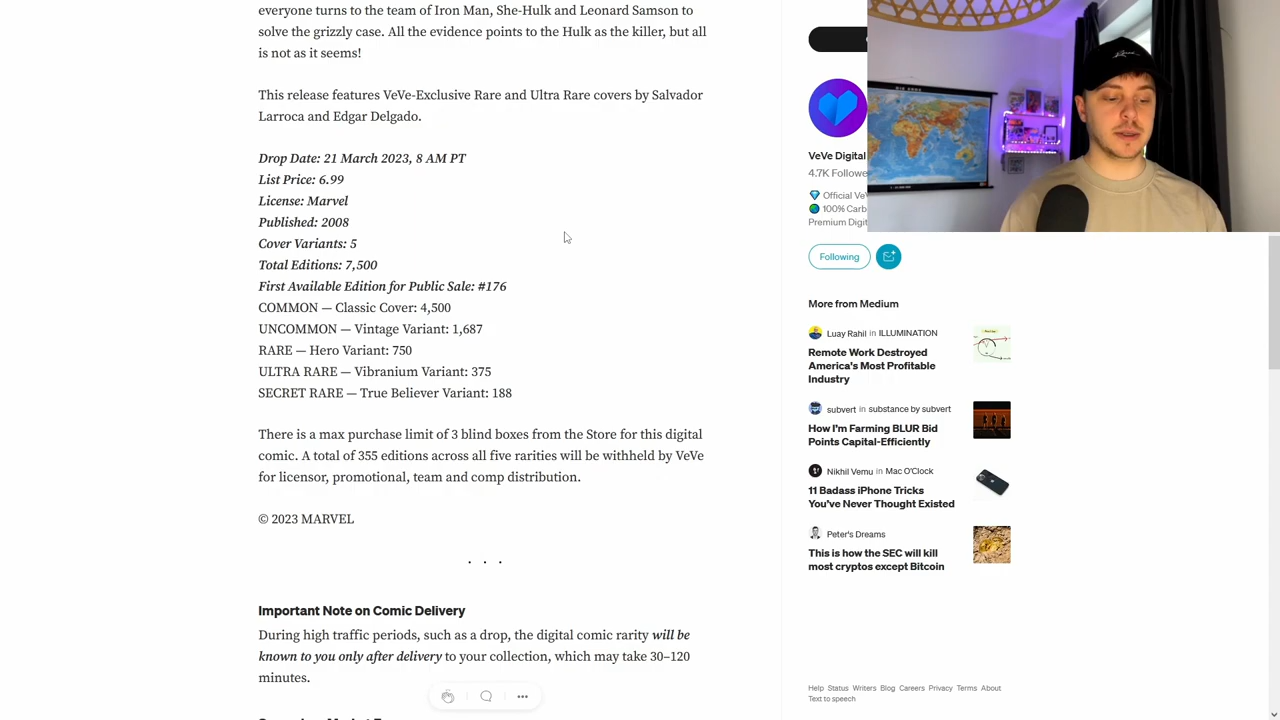 everyone turns to the team of Iron Man, She-Hulk and Leonard Samson to
solve the grizzly case. All the evidence points to the Hulk as the killer, but all
is not as it seems!
This release features VeVe-Exclusive Rare and Ultra Rare covers by Salvador
Larroca and Edgar Delgado.
Drop Date: 21 March 2023, 8 AM PT
List Price: 6.99
License: Marvel
Published: 2008
Cover Variants: 5
Total Editions: 7,500
First Available Edition for Public Sale: #176
COMMON — Classic Cover: 4,500
UNCOMMON — Vintage Variant: 1,687
RARE — Hero Variant: 750
ULTRA RARE — Vibranium Variant: 375
SECRET RARE — True Believer Variant: 188
There is a max purchase limit of 3 blind boxes from the Store for this digital
comic. A total of 355 editions across all five rarities will be withheld by VeVe
for licensor, promotional, team and comp distribution.
© 2023 MARVEL
. . .
Important Note on Comic Delivery
During high traffic periods, such as a drop, the digital comic rarity will be
known to you only after delivery to your collection, which may take 30–120
minutes.
VeVe Digital
4.7K Followe
Official Ve
100% Carb
Premium Digit
Following
More from Medium
Luay Rahil in ILLUMINATION
Remote Work Destroyed
America's Most Profitable
Industry
subvert in substance by subvert
How I'm Farming BLUR Bid
Points Capital-Efficiently
Nikhil Vemu in Mac O'Clock
11 Badass iPhone Tricks
You've Never Thought Existed
Peter's Dreams
This is how the SEC will kill
most cryptos except Bitcoin
Help Status Writers Blog Careers Privacy Terms About
Text to speech